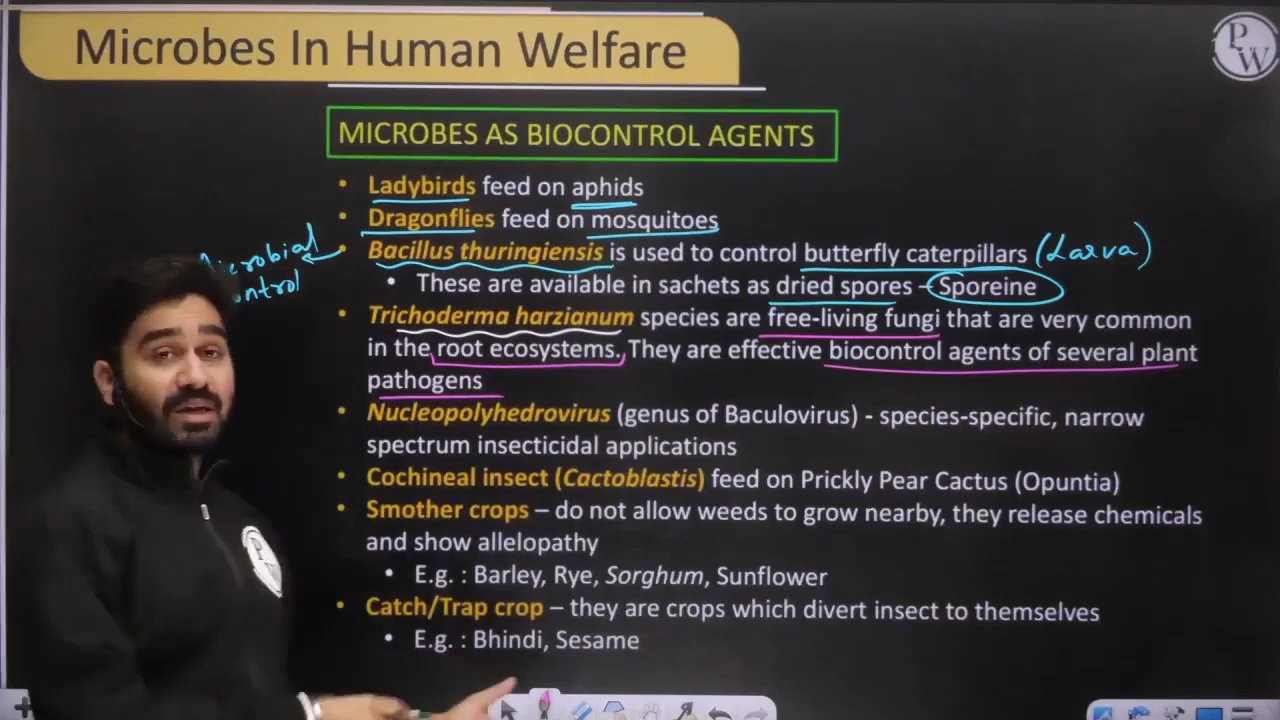 Microbes In Human Welfare
PW
MICROBES AS BIOCONTROL AGENTS
• Ladybirds feed on aphids
• Dragonflies feed on mosquitoes
• Bacillus thuringiensis is used to control butterfly caterpillars (Larva)
Microbial
control
• These are available in sachets as dried spores – Sporeine
• Trichoderma harzianum species are free-living fungi that are very common
in the root ecosystems. They are effective biocontrol agents of several plant
pathogens
• Nucleopolyhedrovirus (genus of Baculovirus) - species-specific, narrow
spectrum insecticidal applications
• Cochineal insect (Cactoblastis) feed on Prickly Pear Cactus (Opuntia)
• Smother crops – do not allow weeds to grow nearby, they release chemicals
and show allelopathy
• E.g. : Barley, Rye, Sorghum, Sunflower
• Catch/Trap crop – they are crops which divert insect to themselves
• E.g. : Bhindi, Sesame
PW